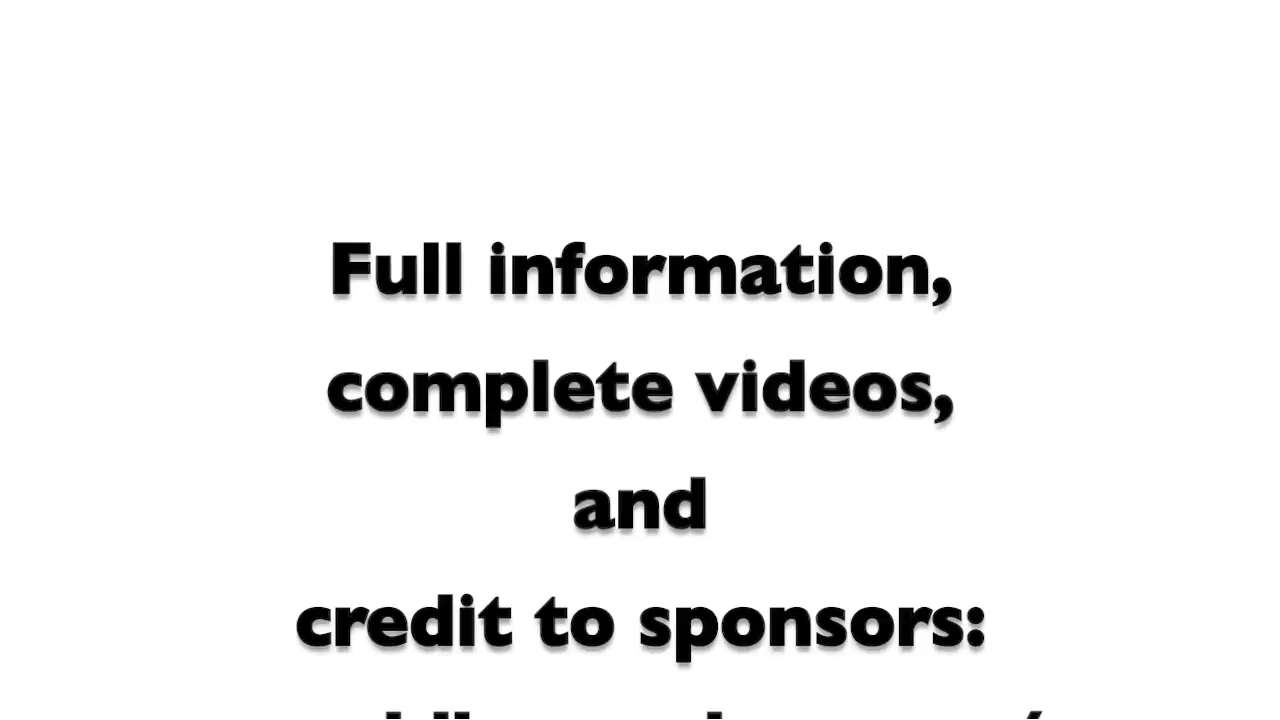 Full information,
complete videos,
and
credit to sponsors: